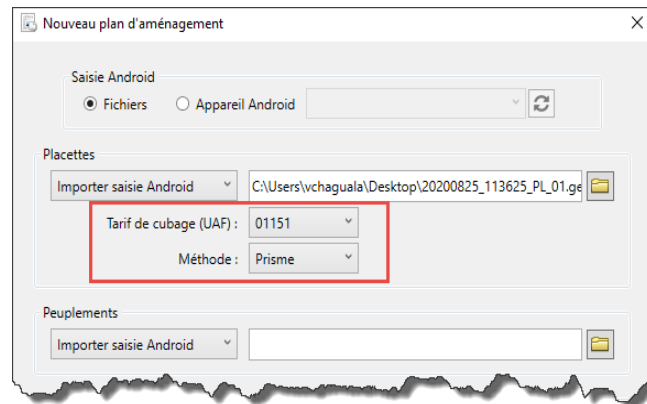 Nouveau plan d'aménagement
Saisie Android
Fichiers Appareil Android
Placettes
Importer saisie Android C:\Users\vchaguala\Desktop\20200825_113625_PL_01.ge
Tarif de cubage (UAF) : 01151
Méthode : Prisme
Peuplements
Importer saisie Android